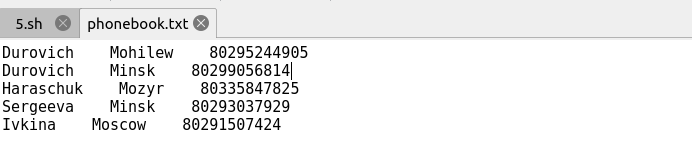 5.sh phonebook.txt
Durovich    Mohilew    80295244905
Durovich    Minsk    80299056814
Haraschuk    Mozyr    80335847825
Sergeeva    Minsk    80293037929
Ivkina    Moscow    80291507424